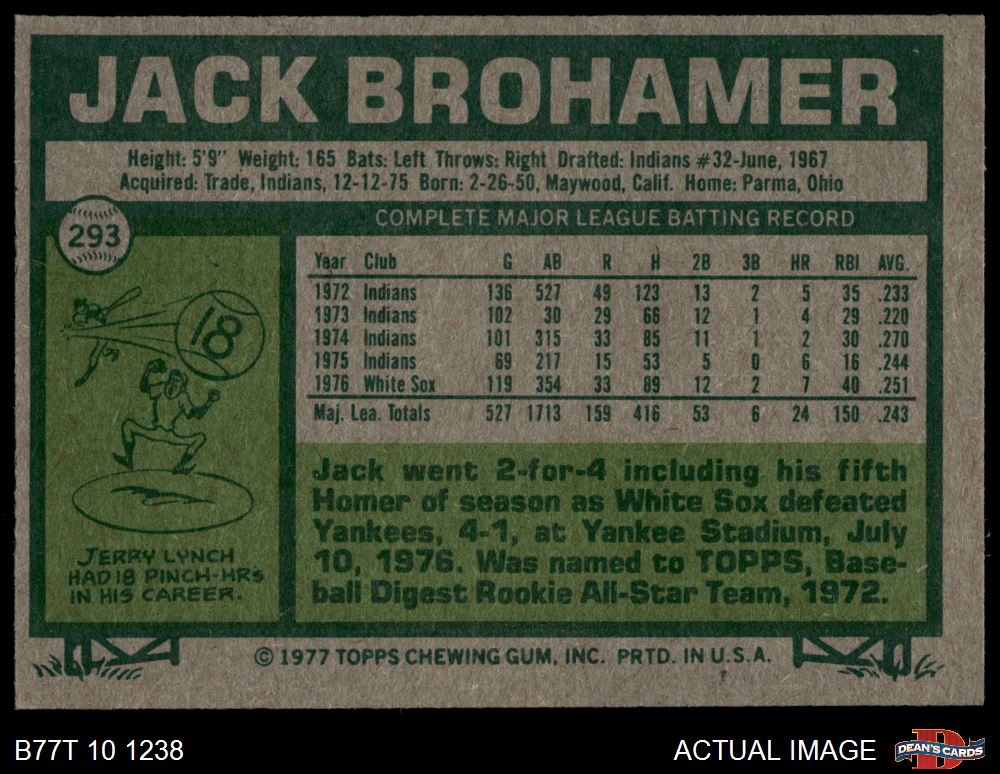 JACK BROHAMER
Height: 5'9" Weight: 165 Bats: Left Throws: Right Drafted: Indians #32-June, 1967
Acquired: Trade, Indians, 12-12-75 Born: 2-26-50, Maywood, Calif. Home: Parma, Ohio
293
COMPLETE MAJOR LEAGUE BATTING RECORD
Year Club G AB R H 2B 3B HR RBI AVG.
1972 Indians 136 527 49 123 13 2 5 35 .233
1973 Indians 102 30 29 66 12 1 4 29 .220
1974 Indians 101 315 33 85 11 1 2 30 .270
1975 Indians 69 217 15 53 5 0 6 16 .244
1976 White Sox 119 354 33 89 12 2 7 40 .251
Maj. Lea. Totals 527 1713 159 416 53 6 24 150 .243
18
JERRY LYNCH
HAD 18 PINCH-HRs
IN HIS CAREER.
Jack went 2-for-4 including his fifth
Homer of season as White Sox defeated
Yankees, 4-1, at Yankee Stadium, July
10, 1976. Was named to TOPPS, Base-
ball Digest Rookie All-Star Team, 1972.
© 1977 TOPPS CHEWING GUM, INC. PRTD. IN U.S.A.
B77T 10 1238
ACTUAL IMAGE
DEAN'S CARDS